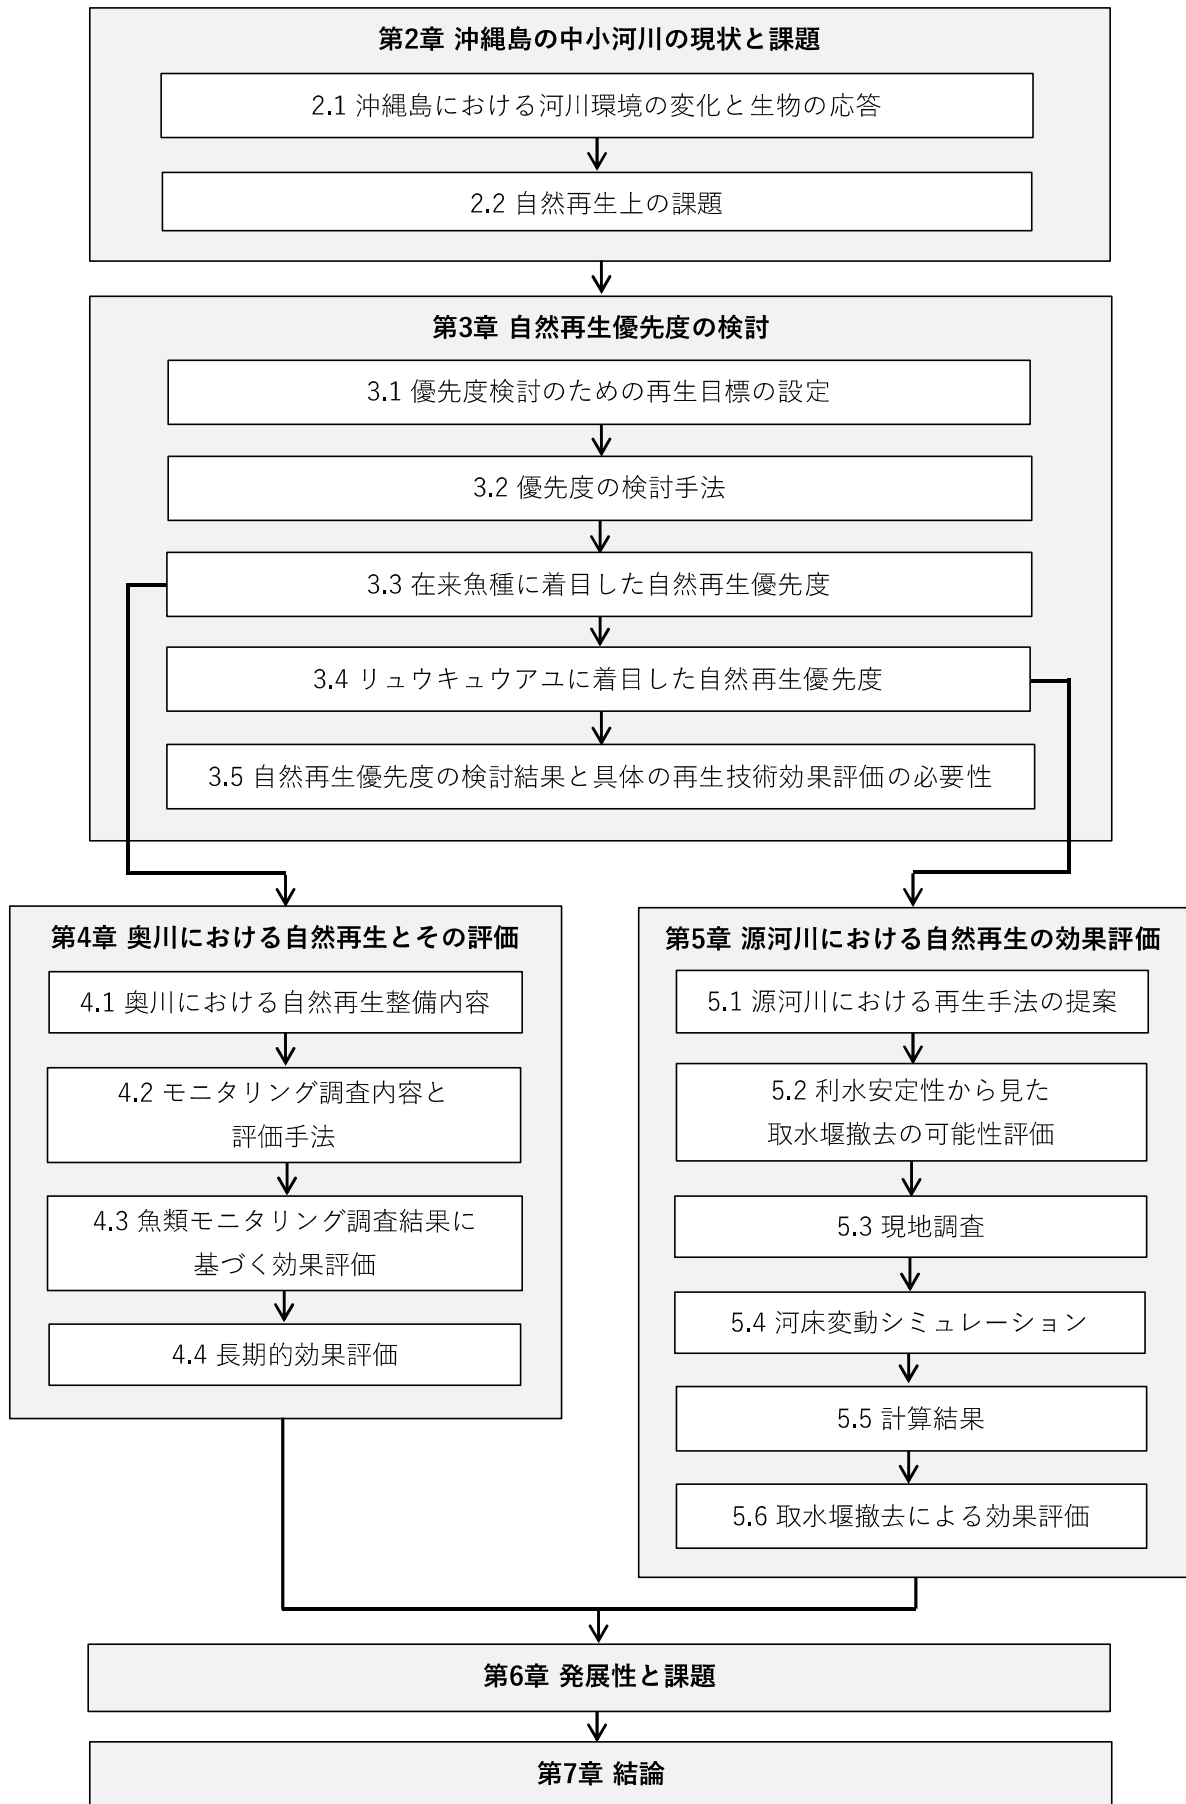 第2章 沖縄島の中小河川の現状と課題
2.1 沖縄島における河川環境の変化と生物の応答
2.2 自然再生上の課題
第3章 自然再生優先度の検討
3.1 優先度検討のための再生目標の設定
3.2 優先度の検討手法
3.3 在来魚種に着目した自然再生優先度
3.4 リュウキュウアユに着目した自然再生優先度
3.5 自然再生優先度の検討結果と具体の再生技術効果評価の必要性
第4章 奥川における自然再生とその評価
4.1 奥川における自然再生整備内容
4.2 モニタリング調査内容と
評価手法
4.3 魚類モニタリング調査結果に
基づく効果評価
4.4 長期的効果評価
第5章 源河川における自然再生の効果評価
5.1 源河川における再生手法の提案
5.2 利水安定性から見た
取水堰撤去の可能性評価
5.3 現地調査
5.4 河床変動シミュレーション
5.5 計算結果
5.6 取水堰撤去による効果評価
第6章 発展性と課題
第7章 結論